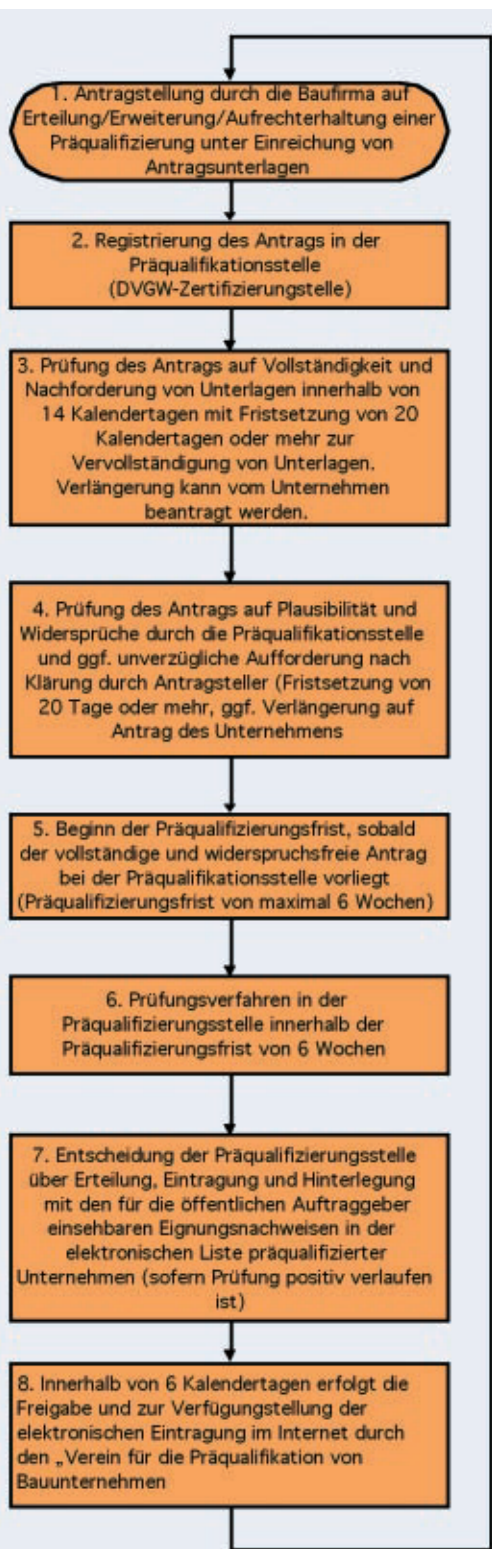 1. Antragstellung durch die Baufirma auf
Erteilung/Erweiterung/Aufrechterhaltung einer
Präqualifizierung unter Einreichung von
Antragsunterlagen
2. Registrierung des Antrags in der
Präqualifikationsstelle
(DVGW-Zertifizierungstelle)
3. Prüfung des Antrags auf Vollständigkeit und
Nachforderung von Unterlagen innerhalb von
14 Kalendertagen mit Fristsetzung von 20
Kalendertagen oder mehr zur
Vervollständigung von Unterlagen.
Verlängerung kann vom Unternehmen
beantragt werden.
4. Prüfung des Antrags auf Plausibilität und
Widersprüche durch die Präqualifikationsstelle
und ggf. unverzügliche Aufforderung nach
Klärung durch Antragsteller (Fristsetzung von
20 Tage oder mehr, ggf. Verlängerung auf
Antrag des Unternehmens
5. Beginn der Präqualifizierungsfrist, sobald
der vollständige und widerspruchsfreie Antrag
bei der Präqualifikationsstelle vorliegt
(Präqualifizierungsfrist von maximal 6 Wochen)
6. Prüfungsverfahren in der
Präqualifizierungsstelle innerhalb der
Präqualifizierungsfrist von 6 Wochen
7. Entscheidung der Präqualifizierungsstelle
über Erteilung, Eintragung und Hinterlegung
mit den für die öffentlichen Auftraggeber
einsehbaren Eignungsnachweisen in der
elektronischen Liste präqualifizierter
Unternehmen (sofern Prüfung positiv verlaufen
ist)
8. Innerhalb von 6 Kalendertagen erfolgt die
Freigabe und zur Verfügungstellung der
elektronischen Eintragung im Internet durch
den „Verein für die Präqualifikation von
Bauunternehmen